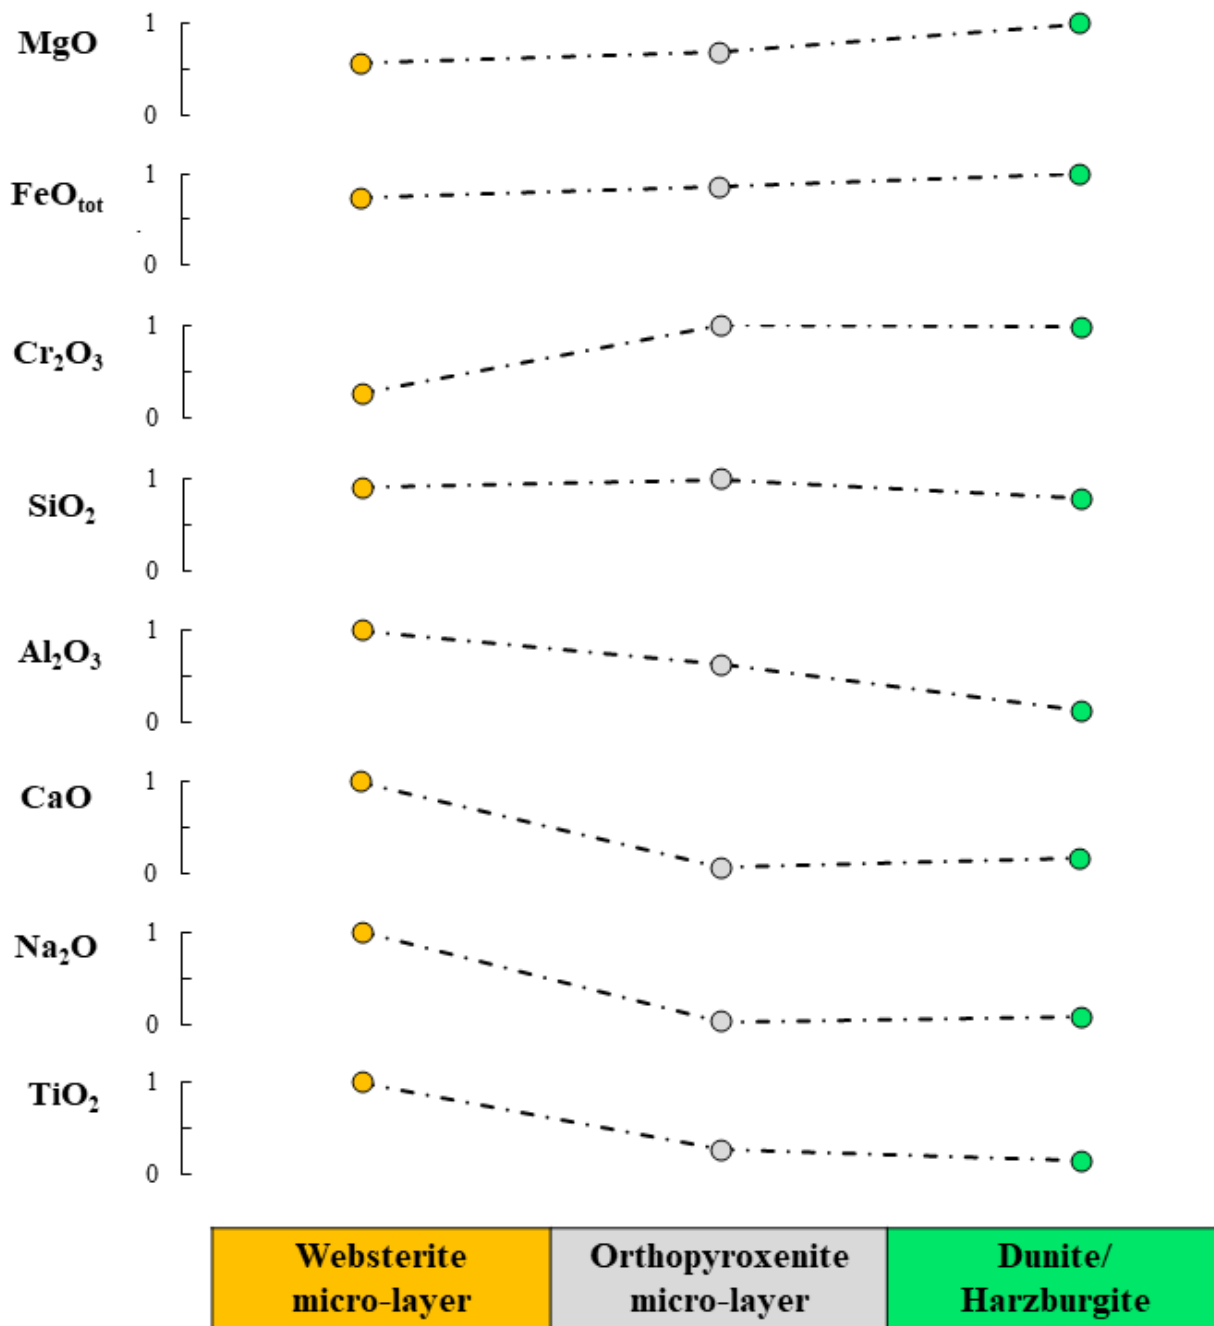 MgO
1
0
FeO_tot
1
0
Cr₂O₃
1
0
SiO₂
1
0
Al₂O₃
1
0
CaO
1
0
Na₂O
1
0
TiO₂
1
0
Websterite
micro-layer
Orthopyroxenite
micro-layer
Dunite/
Harzburgite